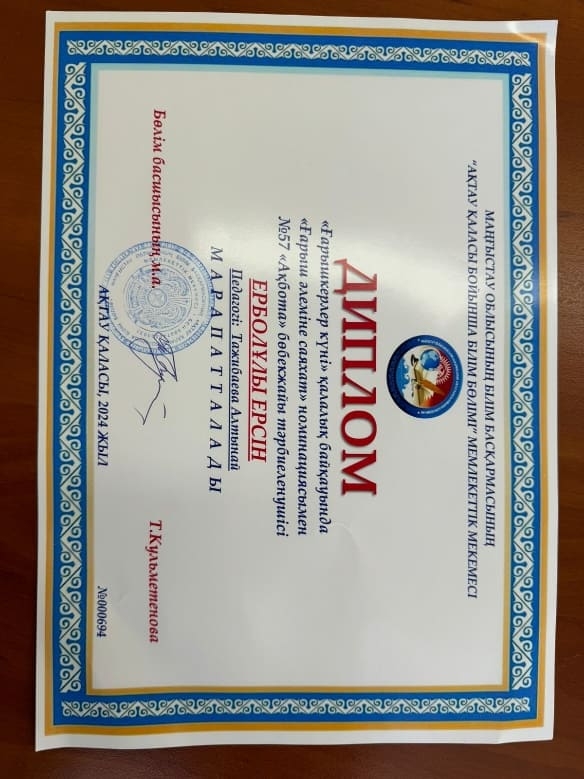 МАҢҒЫСТАУ ОБЛЫСЫНЫҢ БІЛІМ БАСҚАРМАСЫНЫҢ
"АҚТАУ ҚАЛАСЫ БОЙЫНША БІЛІМ БӨЛІМІ" МЕМЛЕКЕТТІК МЕКЕМЕСІ
ДИПЛОМ
«Ғарышкерлер күні» қалалық байқауында
«Ғарыш әлеміне саяхат» номинациясымен
№57 «Ақбота» бөбекжайы тәрбиеленушісі
ЕРБОЛҰЛЫ ЕРСІН
Педагогі: Тажибаева Алтынай
МАРАПАТТАЛАДЫ
Бөлім басшысының м.а. Т.Кульметенова
АҚТАУ ҚАЛАСЫ, 2024 ЖЫЛ №000694